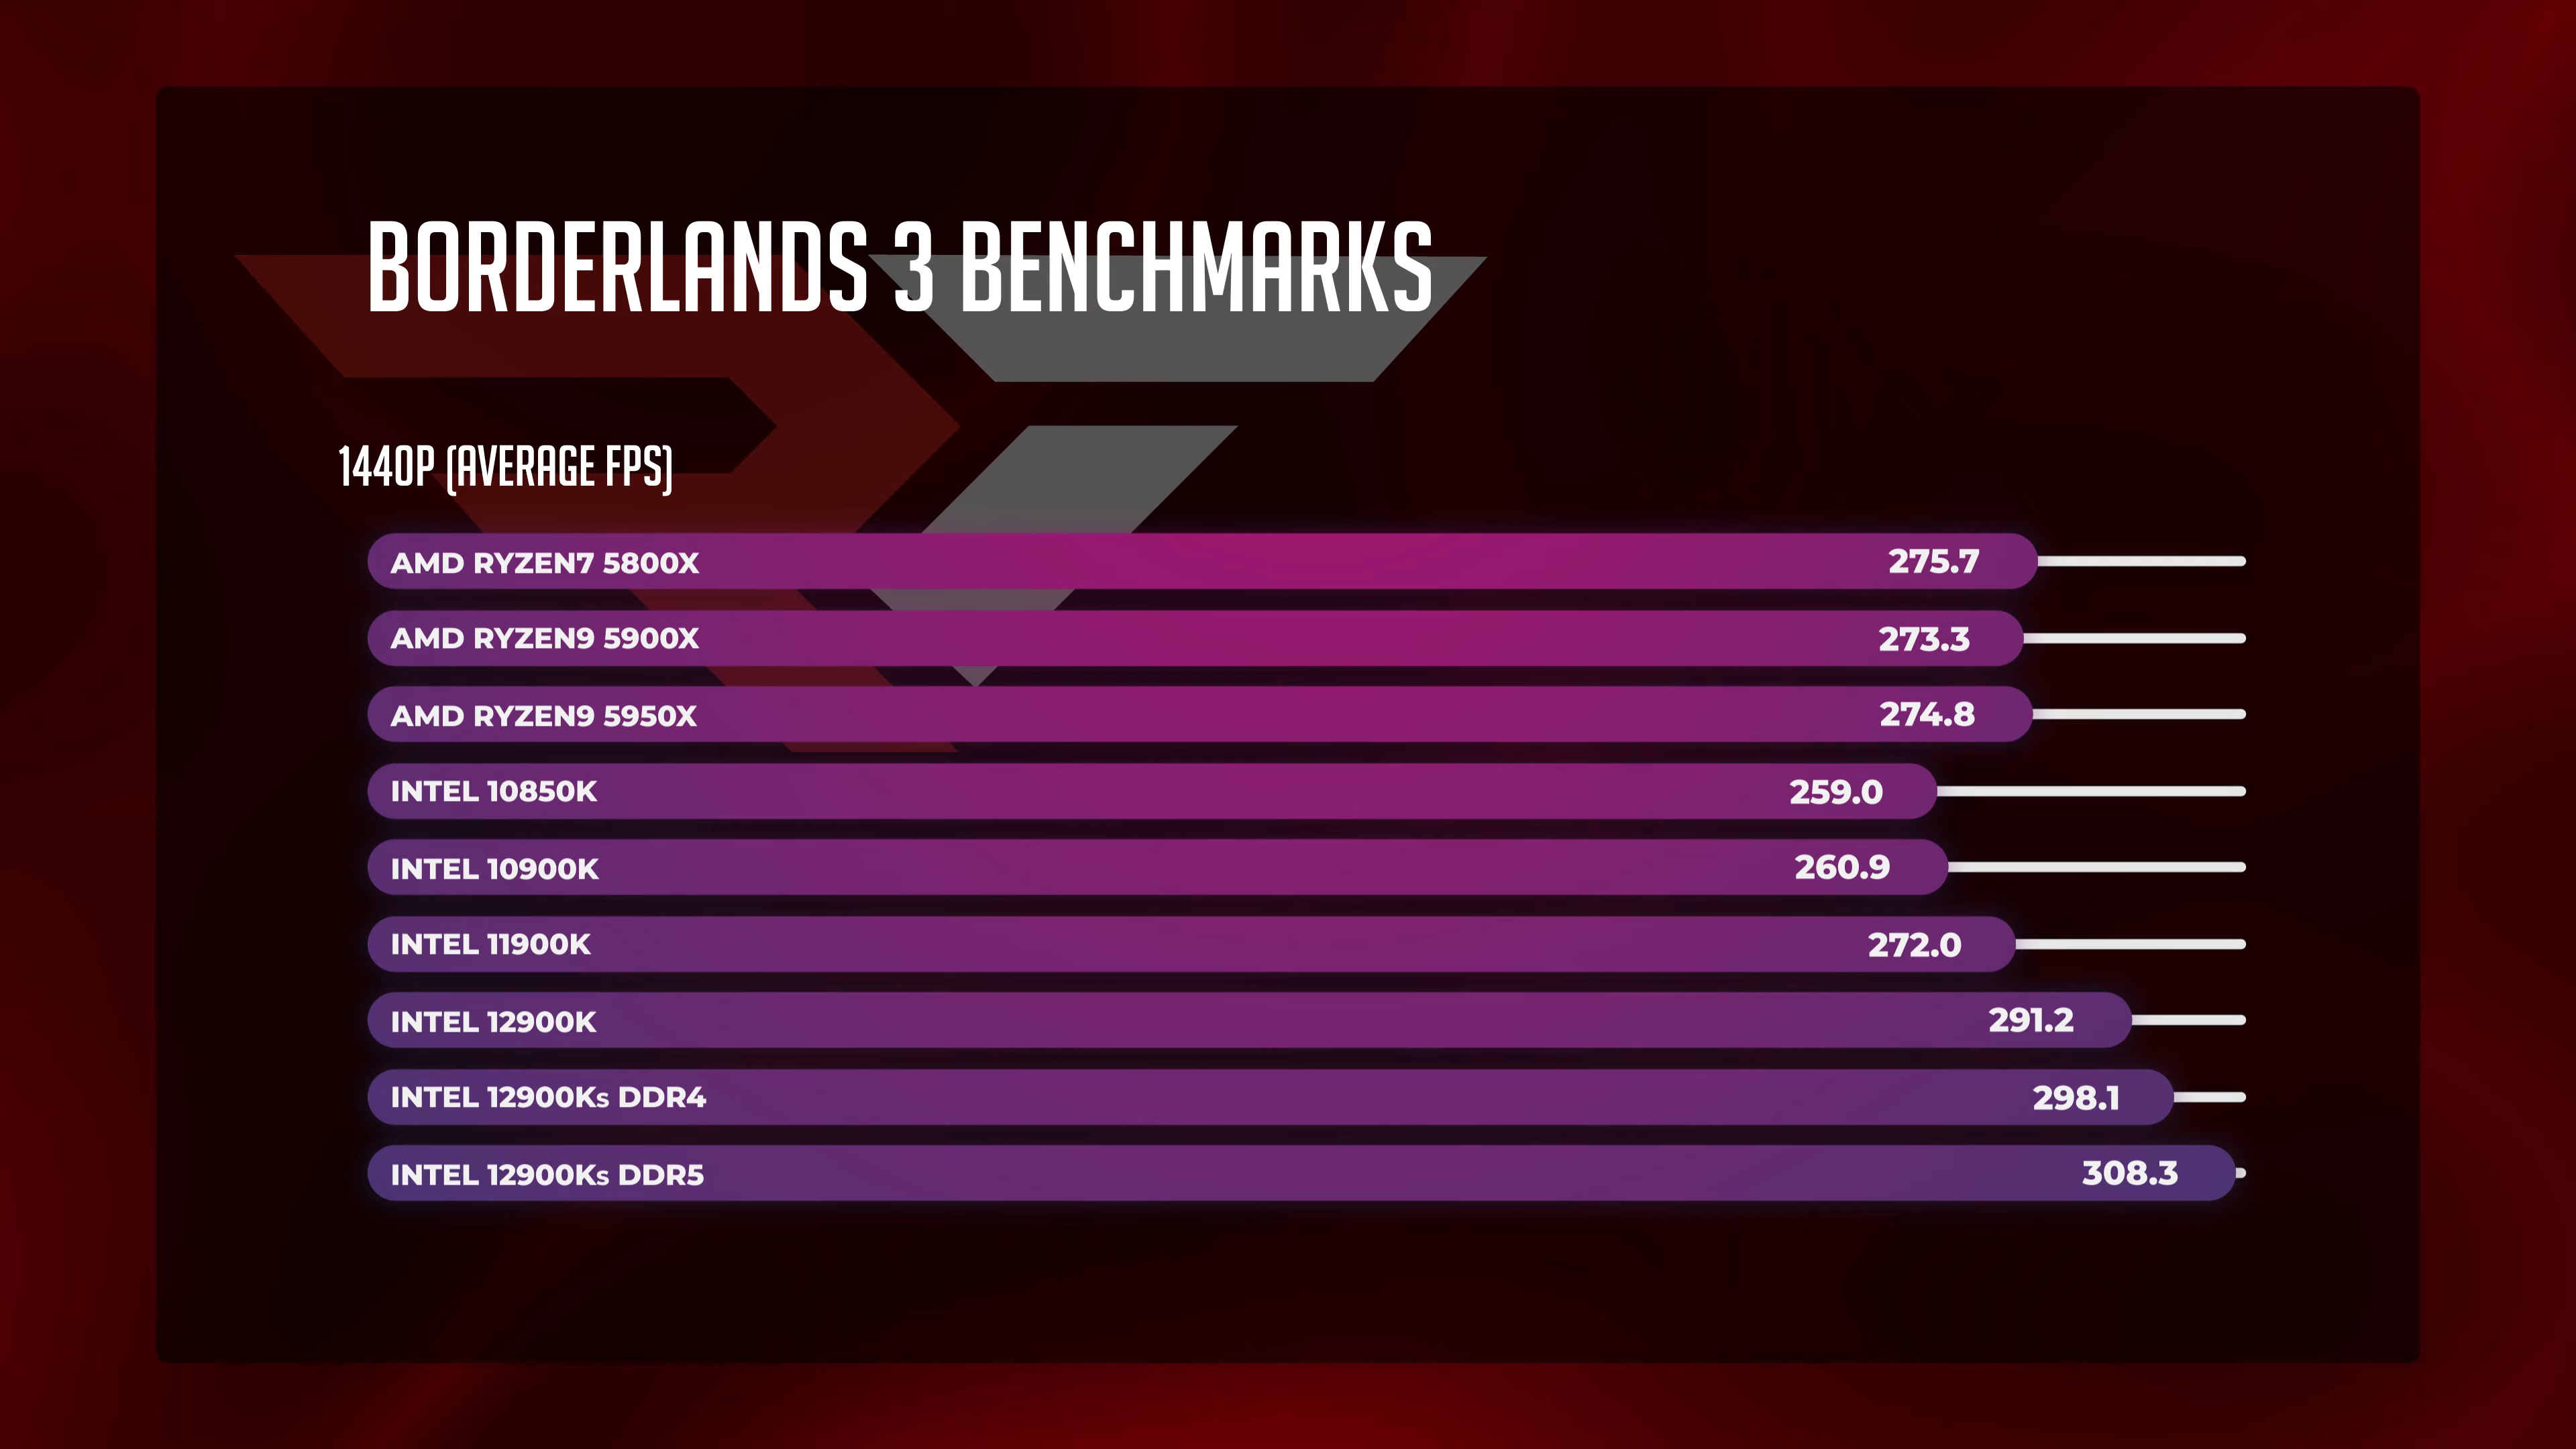 BORDERLANDS 3 BENCHMARKS
1440P (AVERAGE FPS)
AMD RYZEN7 5800X 275.7
AMD RYZEN9 5900X 273.3
AMD RYZEN9 5950X 274.8
INTEL 10850K 259.0
INTEL 10900K 260.9
INTEL 11900K 272.0
INTEL 12900K 291.2
INTEL 12900Ks DDR4 298.1
INTEL 12900Ks DDR5 308.3